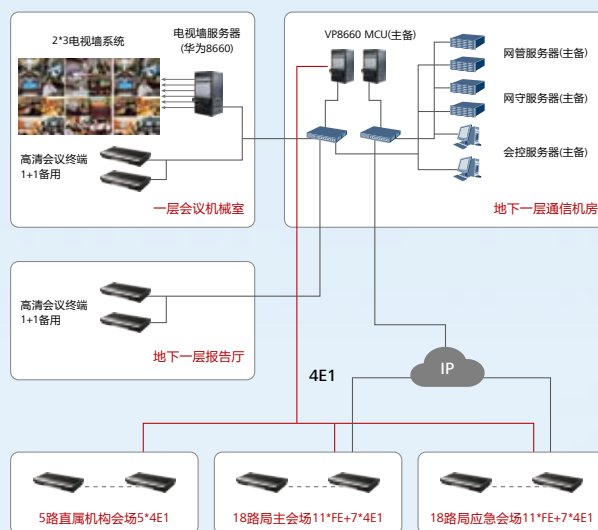 2*3电视墙系统
电视墙服务器
(华为8660)
高清会议终端
1+1备用
一层会议机械室
VP8660 MCU(主备)
网管服务器(主备)
网守服务器(主备)
会控服务器(主备)
地下一层通信机房
高清会议终端
1+1备用
地下一层报告厅
4E1
IP
5路直属机构会场5*4E1
18路局主会场11*FE+7*4E1
18路局应急会场11*FE+7*4E1